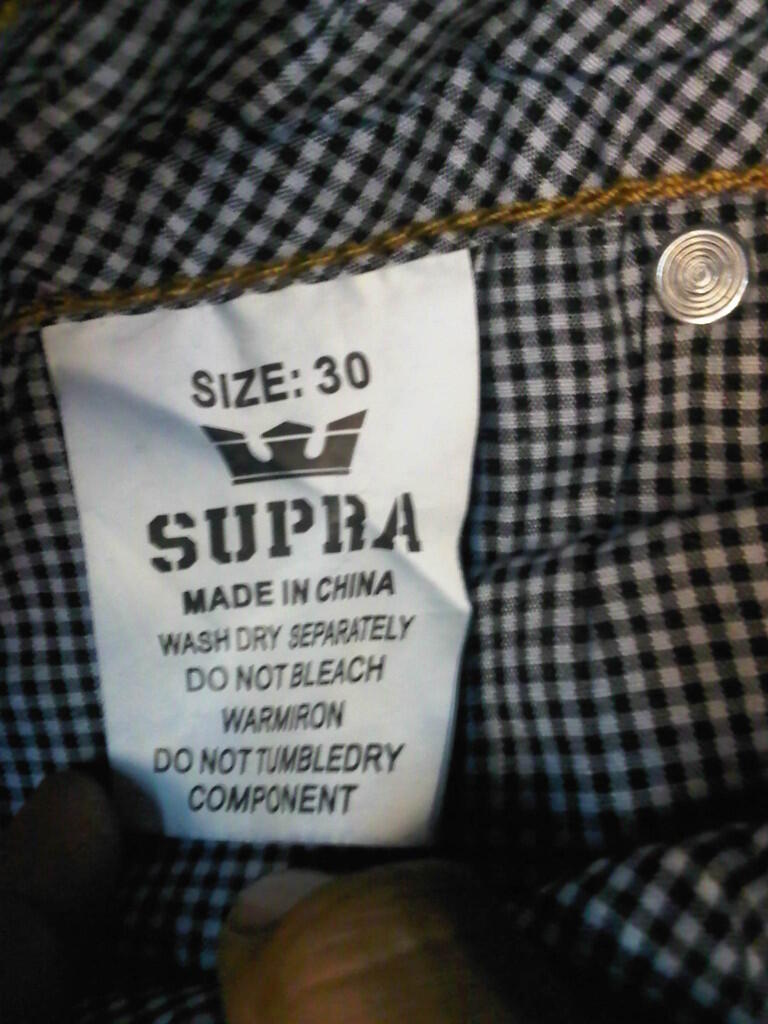 SIZE: 30
SUPRA
MADE IN CHINA
WASH DRY SEPARATELY
DO NOT BLEACH
WARMIRON
DO NOT TUMBLEDRY
COMPONENT